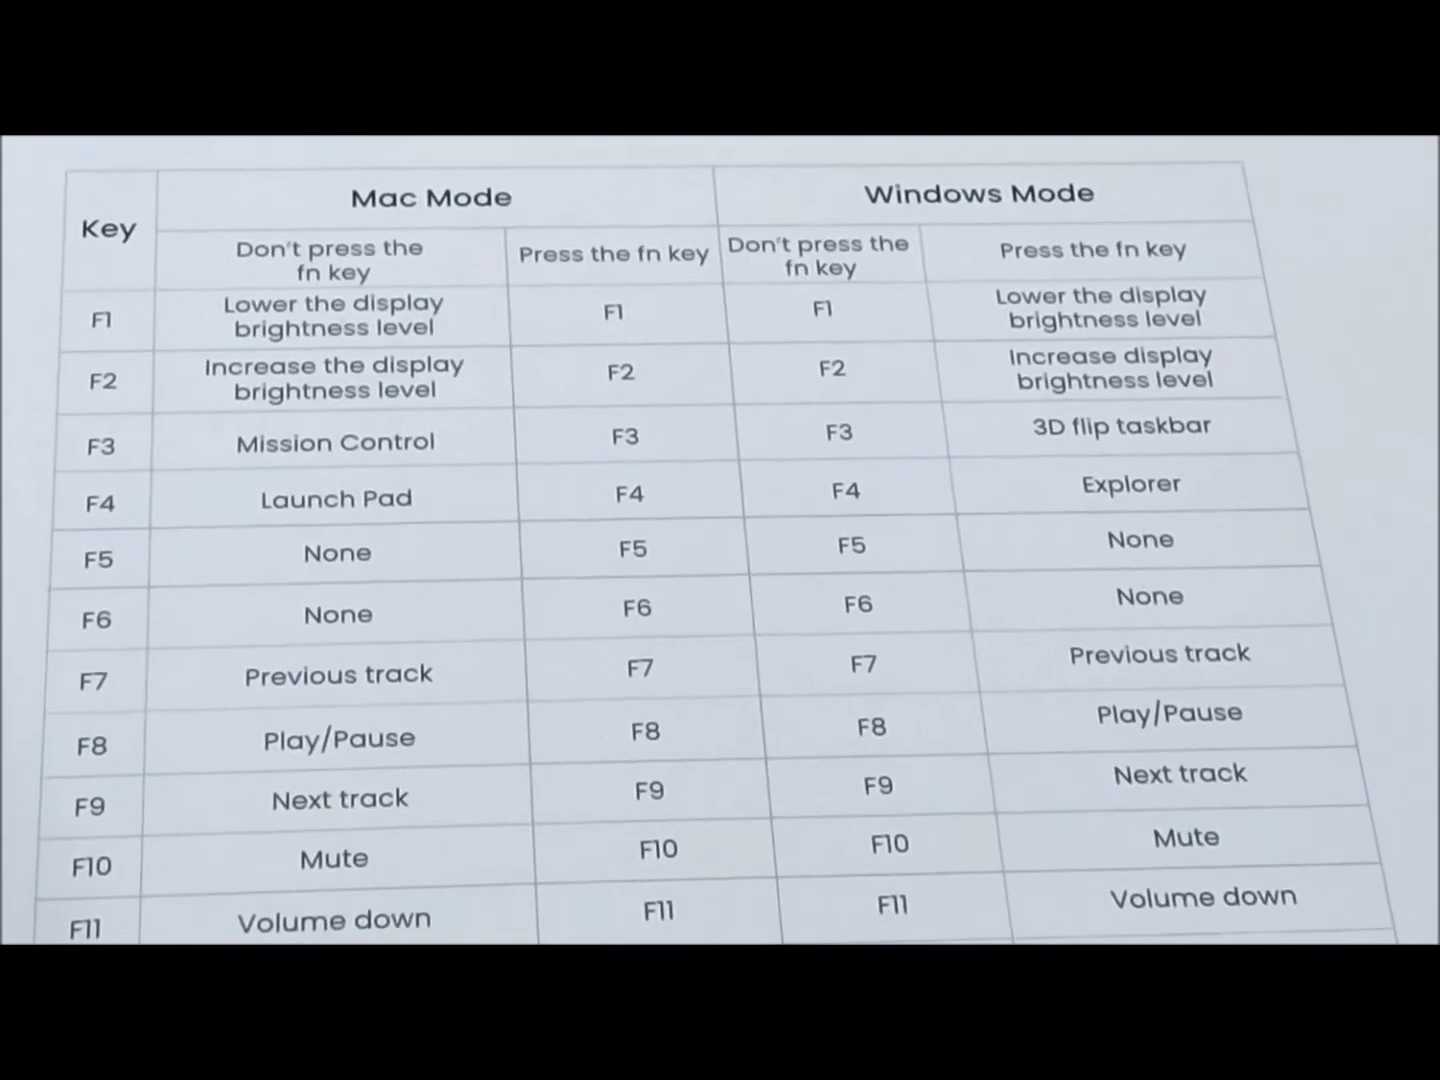 Key Mac Mode Windows Mode
Don't press the fn key Press the fn key Don't press the fn key Press the fn key
F1 Lower the display brightness level F1 F1 Lower the display brightness level
F2 Increase the display brightness level F2 F2 Increase display brightness level
F3 Mission Control F3 F3 3D flip taskbar
F4 Launch Pad F4 F4 Explorer
F5 None F5 F5 None
F6 None F6 F6 None
F7 Previous track F7 F7 Previous track
F8 Play/Pause F8 F8 Play/Pause
F9 Next track F9 F9 Next track
F10 Mute F10 F10 Mute
F11 Volume down F11 F11 Volume down